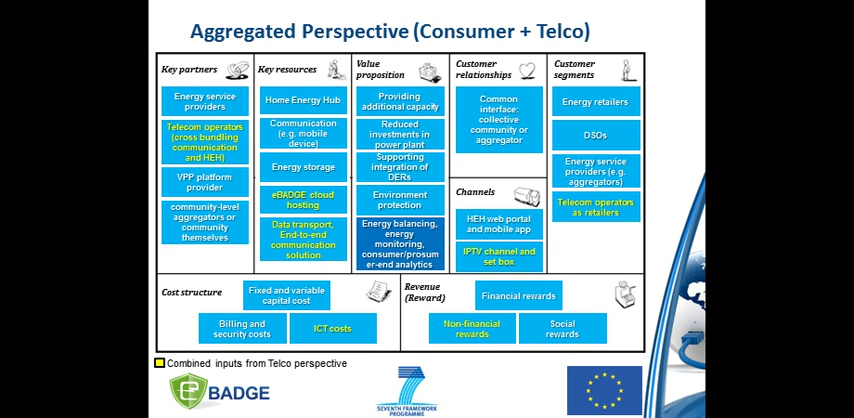 Aggregated Perspective (Consumer + Telco)
Key partners
Energy service
providers
Telecom operators
(cross bundling
communication
and HEH)
VPP platform
provider
community-level
aggregators or
community
themselves
Key resources
Home Energy Hub
Communication
(e.g. mobile
device)
Energy storage
eBADGE cloud
hosting
Data transport,
End-to-end
communication
solution
Value
proposition
Providing
additional capacity
Reduced
investments in
power plant
Supporting
integration of
DERs
Environment
protection
Energy balancing,
energy
monitoring,
consumer/prosum
er-end analytics
Customer
relationships
Common
interface:
collective
community or
aggregator
Channels
HEH web portal
and mobile app
IPTV channel and
set box
Customer
segments
Energy retailers
DSOs
Energy service
providers (e.g.
aggregators)
Telecom operators
as retailers
Cost structure
Fixed and variable
capital cost
Billing and
security costs
ICT costs
Revenue
(Reward)
Financial rewards
Non-financial
rewards
Social
rewards
Combined inputs from Telco perspective
e BADGE
SEVENTH FRAMEWORK
PROGRAMME